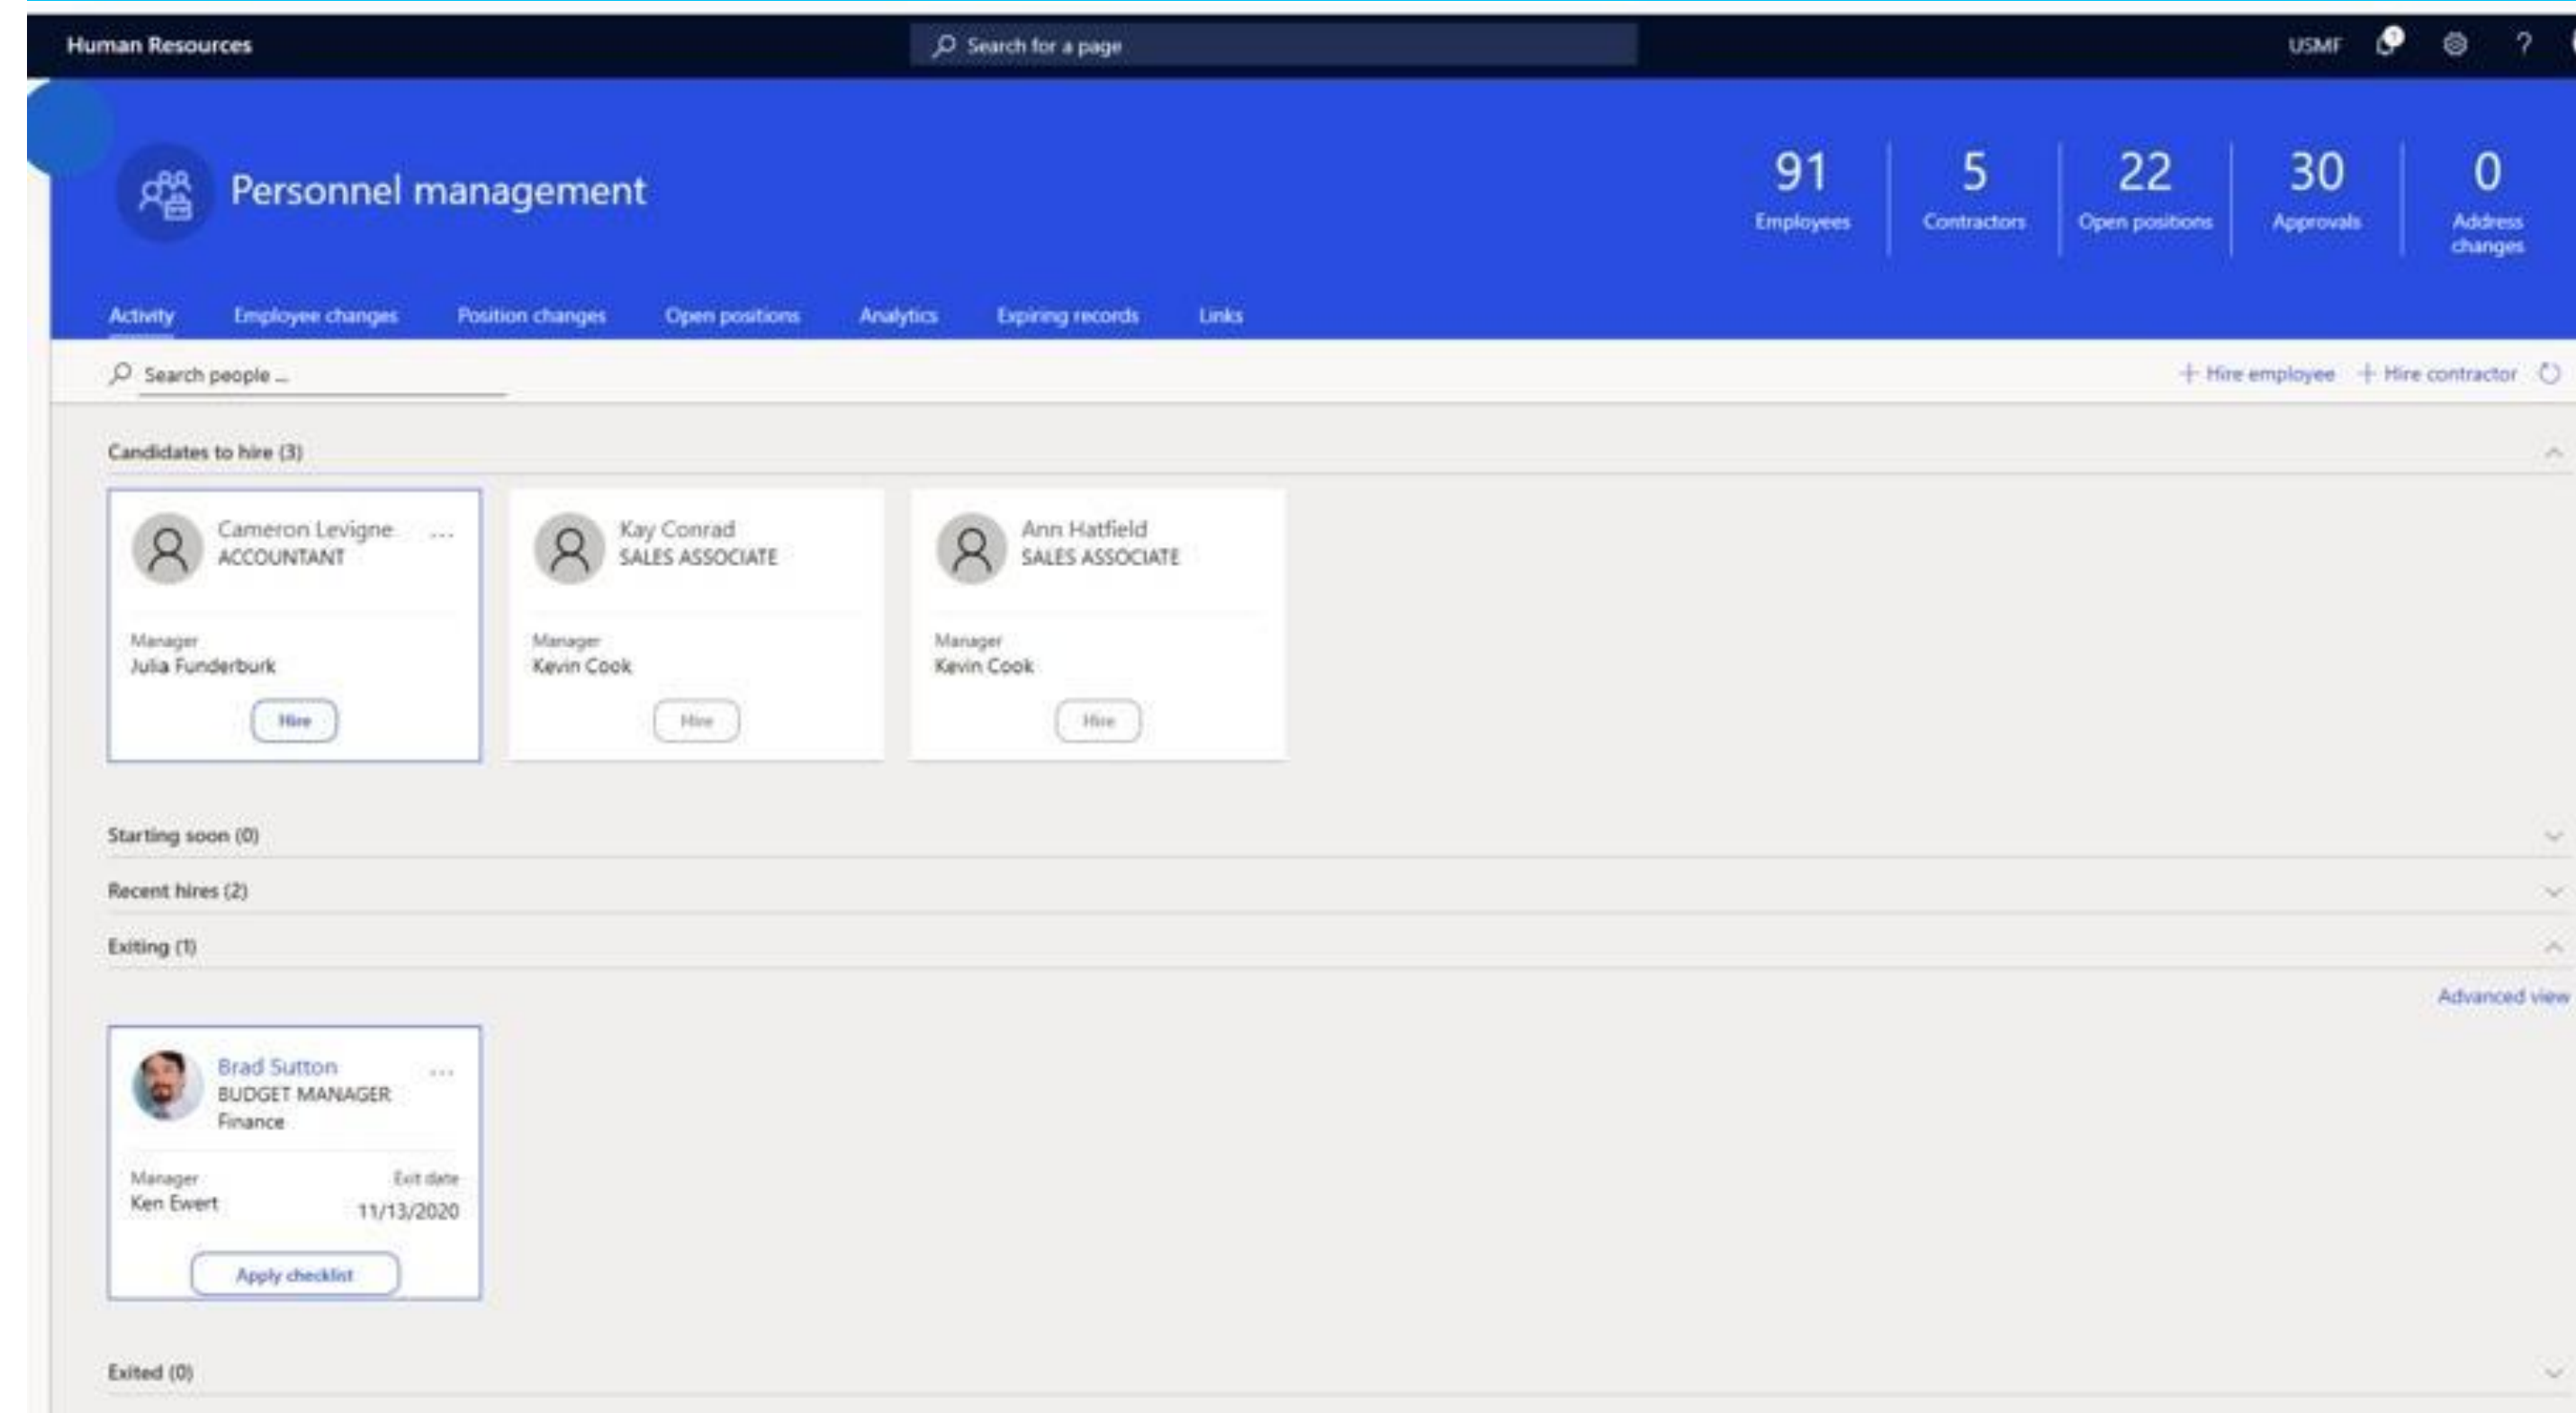 Human Resources
Search for a page
USMF
?
Personnel management
91
Employees
5
Contractors
22
Open positions
30
Approvals
0
Address
changes
Activity Employee changes Position changes Open positions Analytics Expiring records Links
Search people ...
+ Hire employee + Hire contractor
Candidates to hire (3)
Cameron Levigne ...
ACCOUNTANT
Manager
Julia Funderburk
Hire
Kay Conrad
SALES ASSOCIATE
Manager
Kevin Cook
Hire
Ann Hatfield
SALES ASSOCIATE
Manager
Kevin Cook
Hire
Starting soon (0)
Recent hires (2)
Exiting (1)
Advanced view
Brad Sutton ...
BUDGET MANAGER
Finance
Manager
Ken Ewert
Exit date
11/13/2020
Apply checklist
Exited (0)